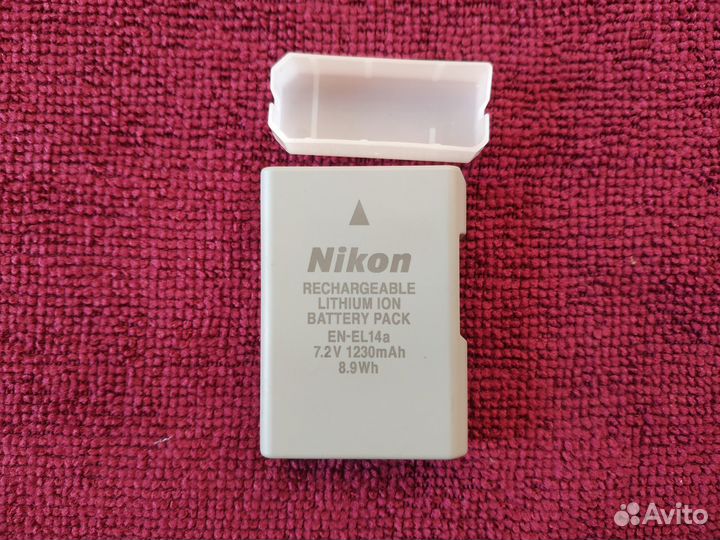 Nikon
RECHARGEABLE
LITHIUM ION
BATTERY PACK
EN-EL14a
7.2V 1230mAh
8.9Wh
Avito